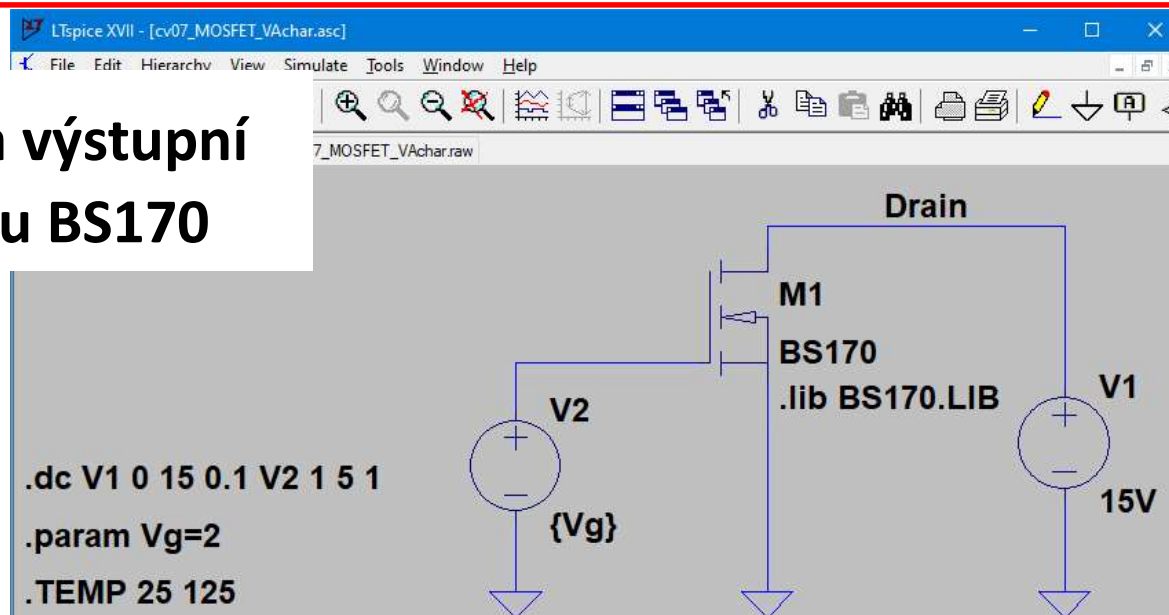 LTspice XVII - [cv07_MOSFET_VAchar.asc]
File Edit Hierarchy View Simulate Tools Window Help
výstupní
u BS170
7_MOSFET_VAchar.raw
Drain
M1
BS170
.lib BS170.LIB
V1
15V
V2
{Vg}
.dc V1 0 15 0.1 V2 1 5 1
.param Vg=2
.TEMP 25 125